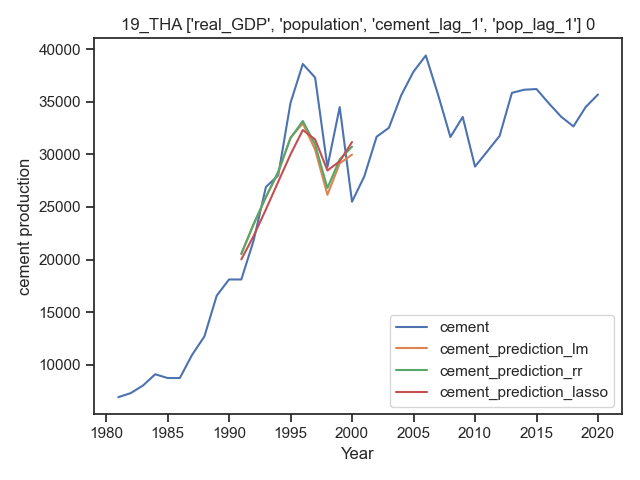 19_THA ['real_GDP', 'population', 'cement_lag_1', 'pop_lag_1'] 0
40000
35000
30000
25000
20000
15000
10000
cement production
1980 1985 1990 1995 2000 2005 2010 2015 2020
Year
cement
cement_prediction_lm
cement_prediction_rr
cement_prediction_lasso